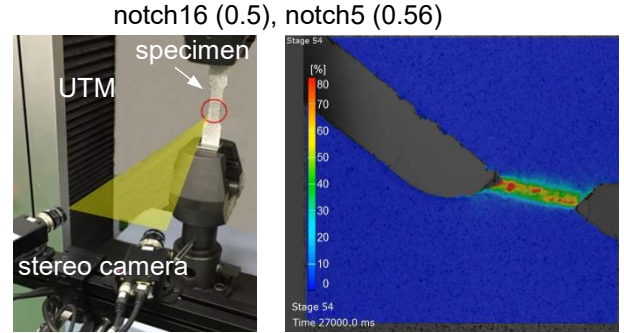 notch16 (0.5), notch5 (0.56)
specimen
UTM
stereo camera
Stage 54
[%]
80
70
60
50
40
30
20
10
0
Stage 54
Time 27000.0 ms